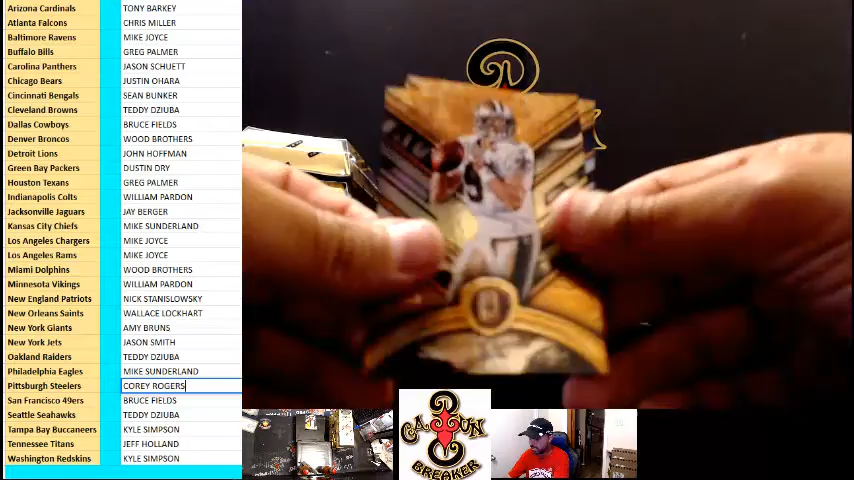 Arizona Cardinals TONY BARKEY
Atlanta Falcons CHRIS MILLER
Baltimore Ravens MIKE JOYCE
Buffalo Bills GREG PALMER
Carolina Panthers JASON SCHUETT
Chicago Bears JUSTIN OHARA
Cincinnati Bengals SEAN BUNKER
Cleveland Browns TEDDY DZIUBA
Dallas Cowboys BRUCE FIELDS
Denver Broncos WOOD BROTHERS
Detroit Lions JOHN HOFFMAN
Green Bay Packers DUSTIN DRY
Houston Texans GREG PALMER
Indianapolis Colts WILLIAM PARDON
Jacksonville Jaguars JAY BERGER
Kansas City Chiefs MIKE SUNDERLAND
Los Angeles Chargers MIKE JOYCE
Los Angeles Rams MIKE JOYCE
Miami Dolphins WOOD BROTHERS
Minnesota Vikings WILLIAM PARDON
New England Patriots NICK STANISLOWSKY
New Orleans Saints WALLACE LOCKHART
New York Giants AMY BRUNS
New York Jets JASON SMITH
Oakland Raiders TEDDY DZIUBA
Philadelphia Eagles MIKE SUNDERLAND
Pittsburgh Steelers COREY ROGERS
San Francisco 49ers BRUCE FIELDS
Seattle Seahawks TEDDY DZIUBA
Tampa Bay Buccaneers KYLE SIMPSON
Tennessee Titans JEFF HOLLAND
Washington Redskins KYLE SIMPSON
9
CAJUN
BREAKER